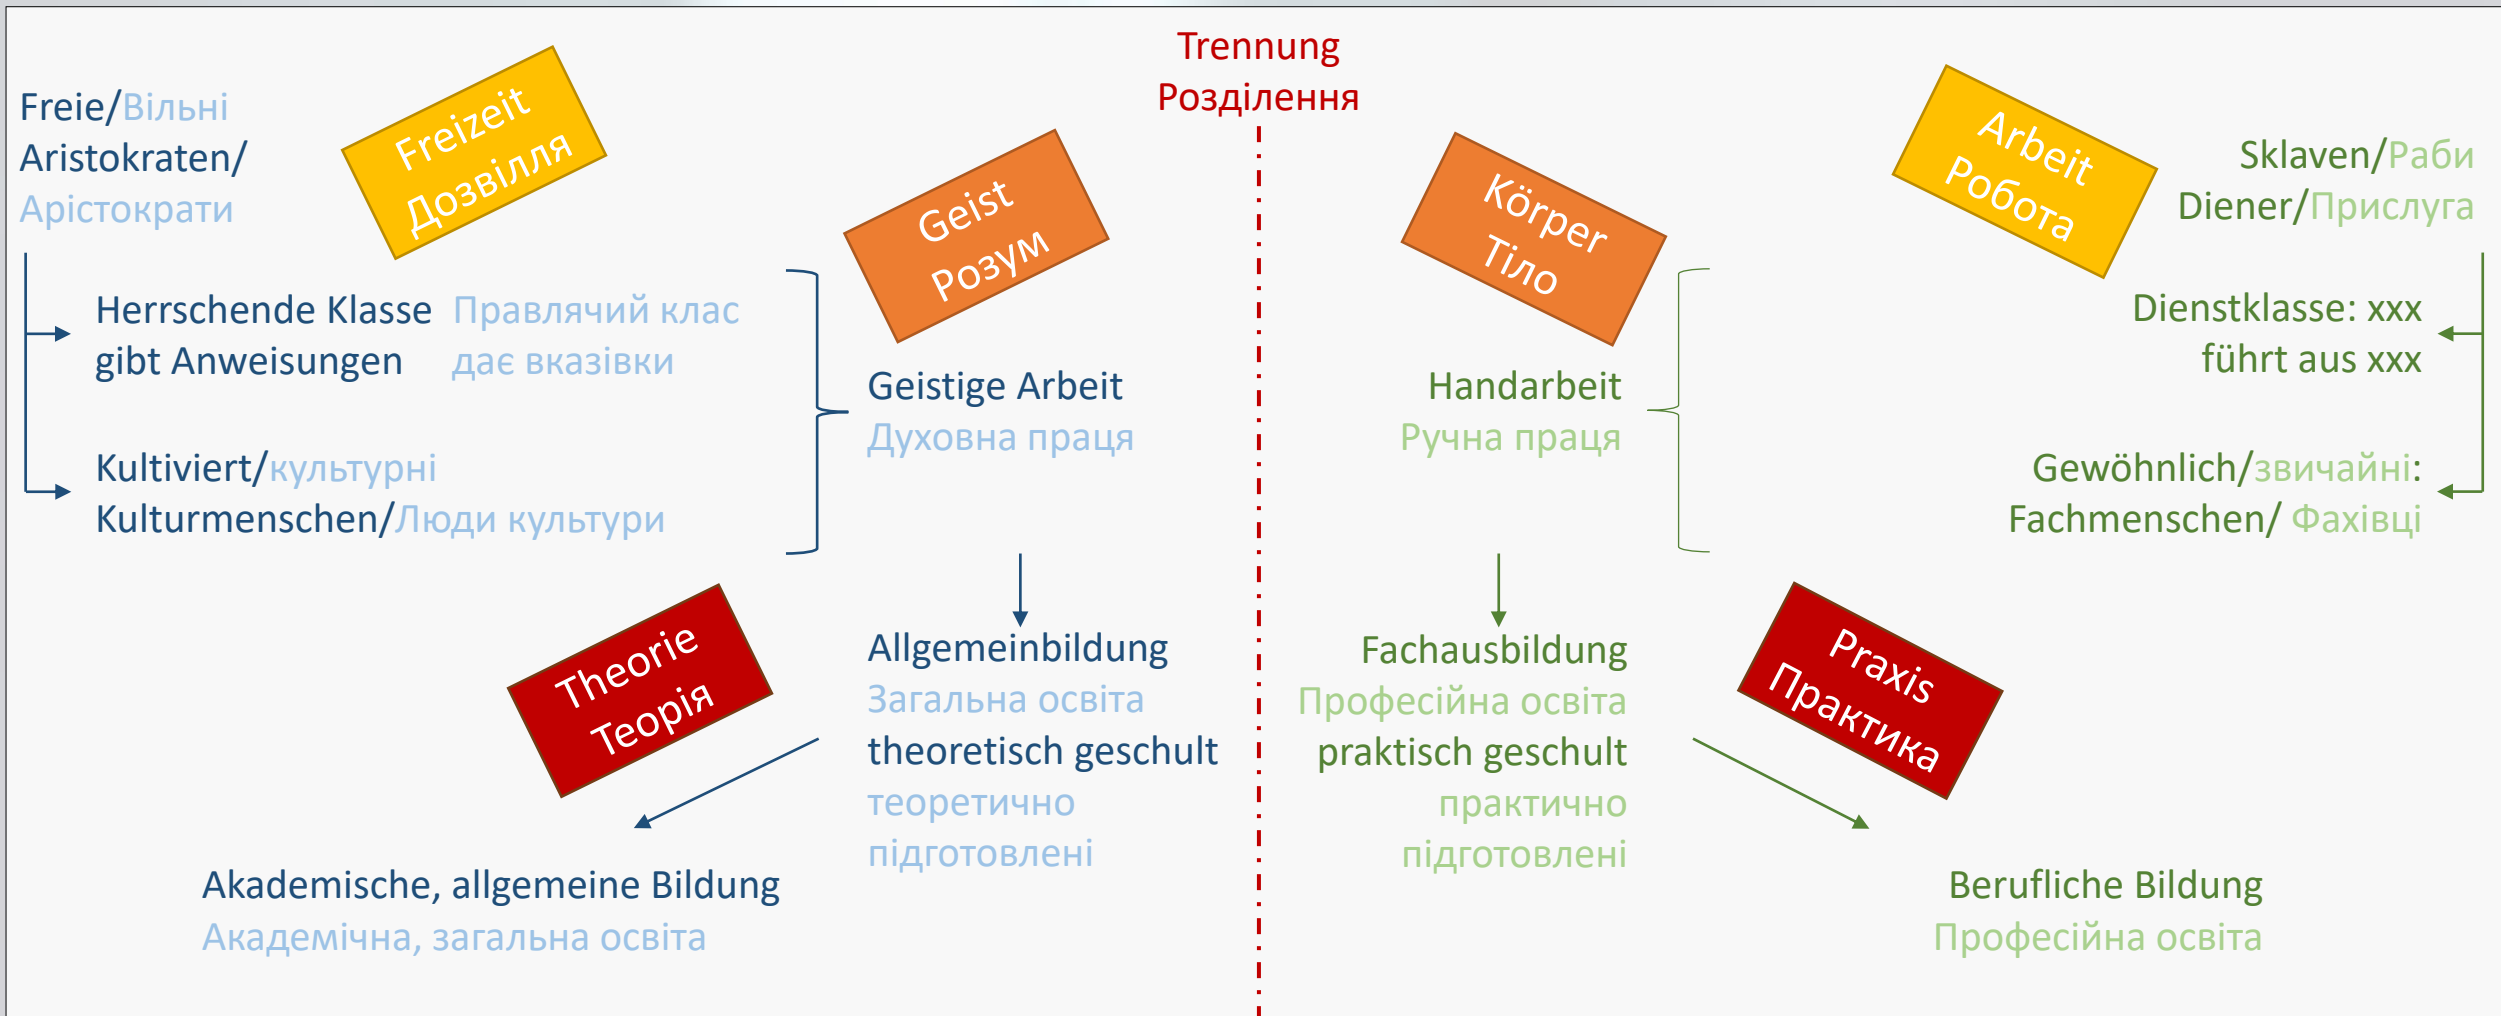 Trennung
Розділення
Freie/Вільні
Aristokraten/
Арістократи
Freizeit
Дозвілля
Geist
Розум
Herrschende Klasse Правлячий клас
gibt Anweisungen дає вказівки
Kultiviert/культурні
Kulturmenschen/Люди культури
Geistige Arbeit
Духовна праця
Theorie
Теорія
Allgemeinbildung
Загальна освіта
theoretisch geschult
теоретично
підготовлені
Akademische, allgemeine Bildung
Академічна, загальна освіта
Körper
Тіло
Arbeit
Робота
Sklaven/Раби
Diener/Прислуга
Dienstklasse: xxx
führt aus xxx
Handarbeit
Ручна праця
Gewöhnlich/звичайні:
Fachmenschen/ Фахівці
Fachausbildung
Професійна освіта
praktisch geschult
практично
підготовлені
Praxis
Практика
Berufliche Bildung
Професійна освіта